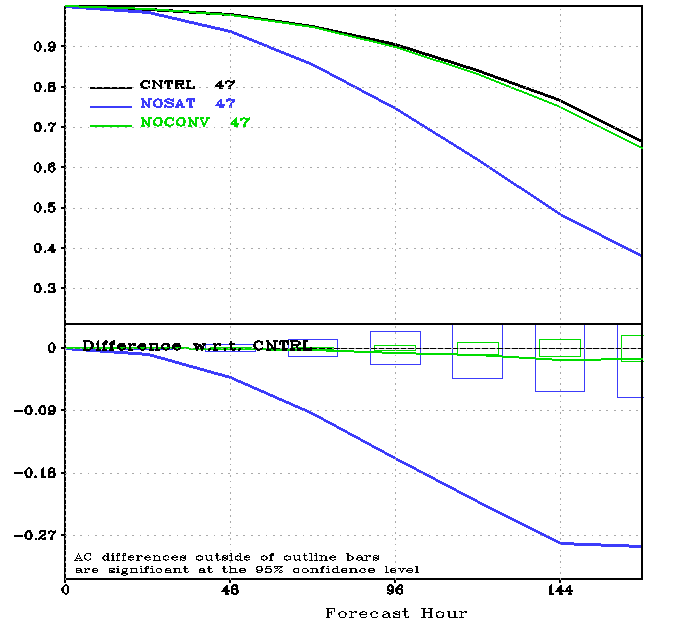 0.9
0.8
CNTRL 47
NOSAT 47
0.7
NOCONV 47
0.6
0.5
0.4
0.3
0
Difference w.r.t. CNTRL
-0.09
-0.18
-0.27
AC differences outside of outline bars
are significant at the 95% confidence level
0 48 96 144
Forecast Hour